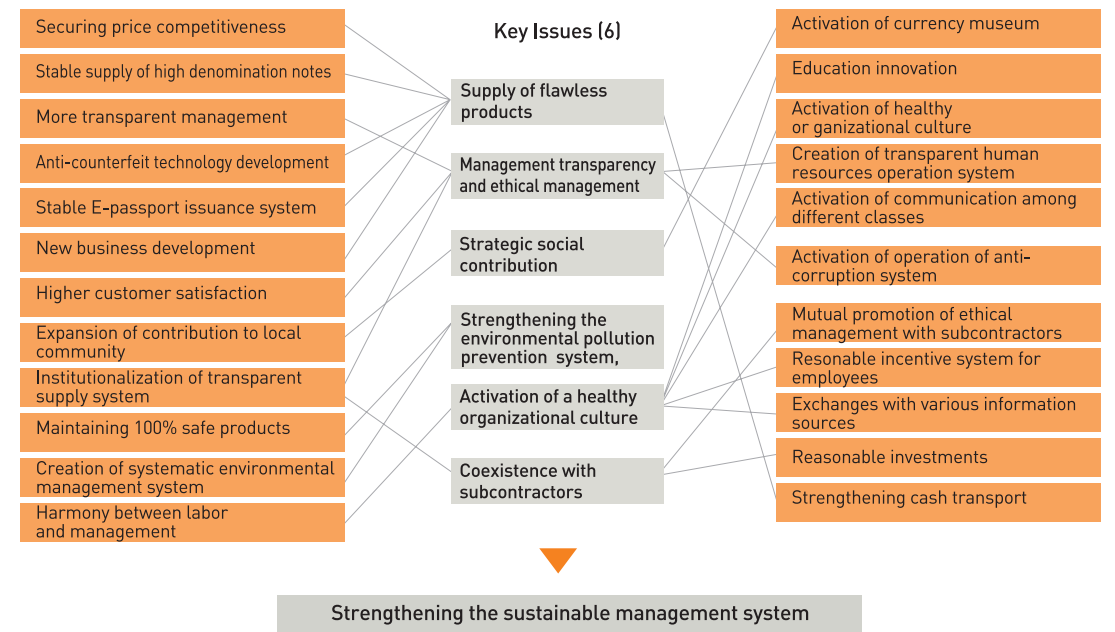 Securing price competitiveness
Stable supply of high denomination notes
More transparent management
Anti-counterfeit technology development
Stable E-passport issuance system
New business development
Higher customer satisfaction
Expansion of contribution to local
community
Institutionalization of transparent
supply system
Maintaining 100% safe products
Creation of systematic environmental
management system
Harmony between labor
and management
Key Issues (6)
Supply of flawless
products
Management transparency
and ethical management
Strategic social
contribution
Strengthening the
environmental pollution
prevention system,
Activation of a healthy
organizational culture
Coexistence with
subcontractors
Activation of currency museum
Education innovation
Activation of healthy
or ganizational culture
Creation of transparent human
resources operation system
Activation of communication among
different classes
Activation of operation of anti-
corruption system
Mutual promotion of ethical
management with subcontractors
Resonable incentive system for
employees
Exchanges with various information
sources
Reasonable investments
Strengthening cash transport
Strengthening the sustainable management system